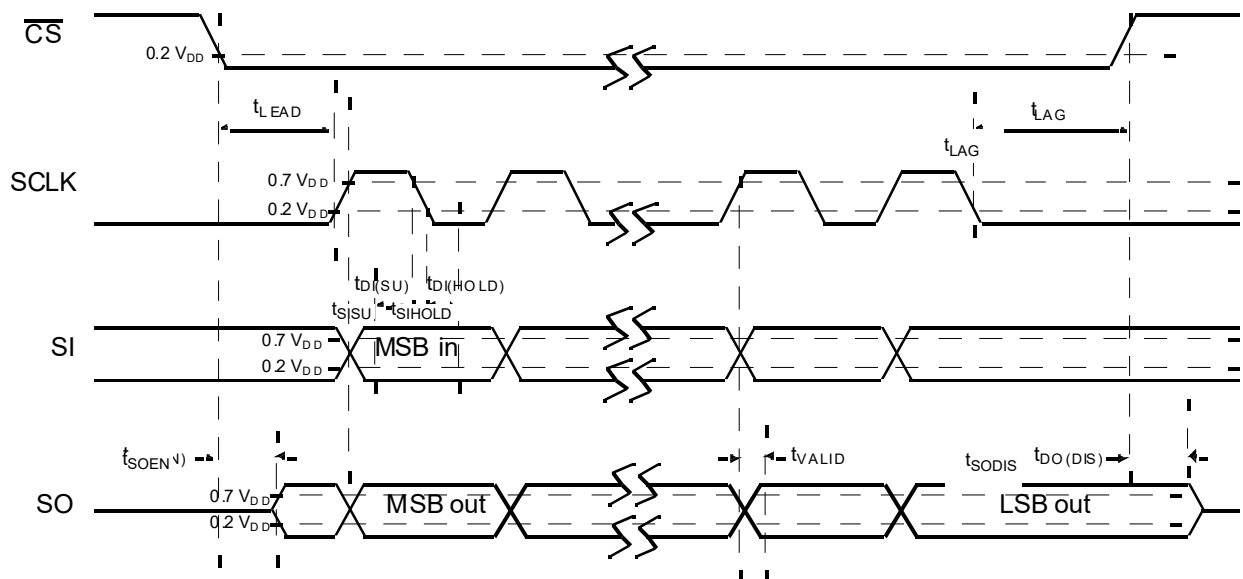 CS
0.2 VDD
tLEAD
tLAG
tLAG
SCLK
0.7 VDD
0.2 VDD
tDI(SU) tDI(HOLD)
tSISU tSIHOLD
SI
0.7 VDD
MSB in
0.2 VDD
tSOEN
tVALID
tSODIS
tDO(DIS)
SO
0.7 VDD
MSB out
LSB out
0.2 VDD